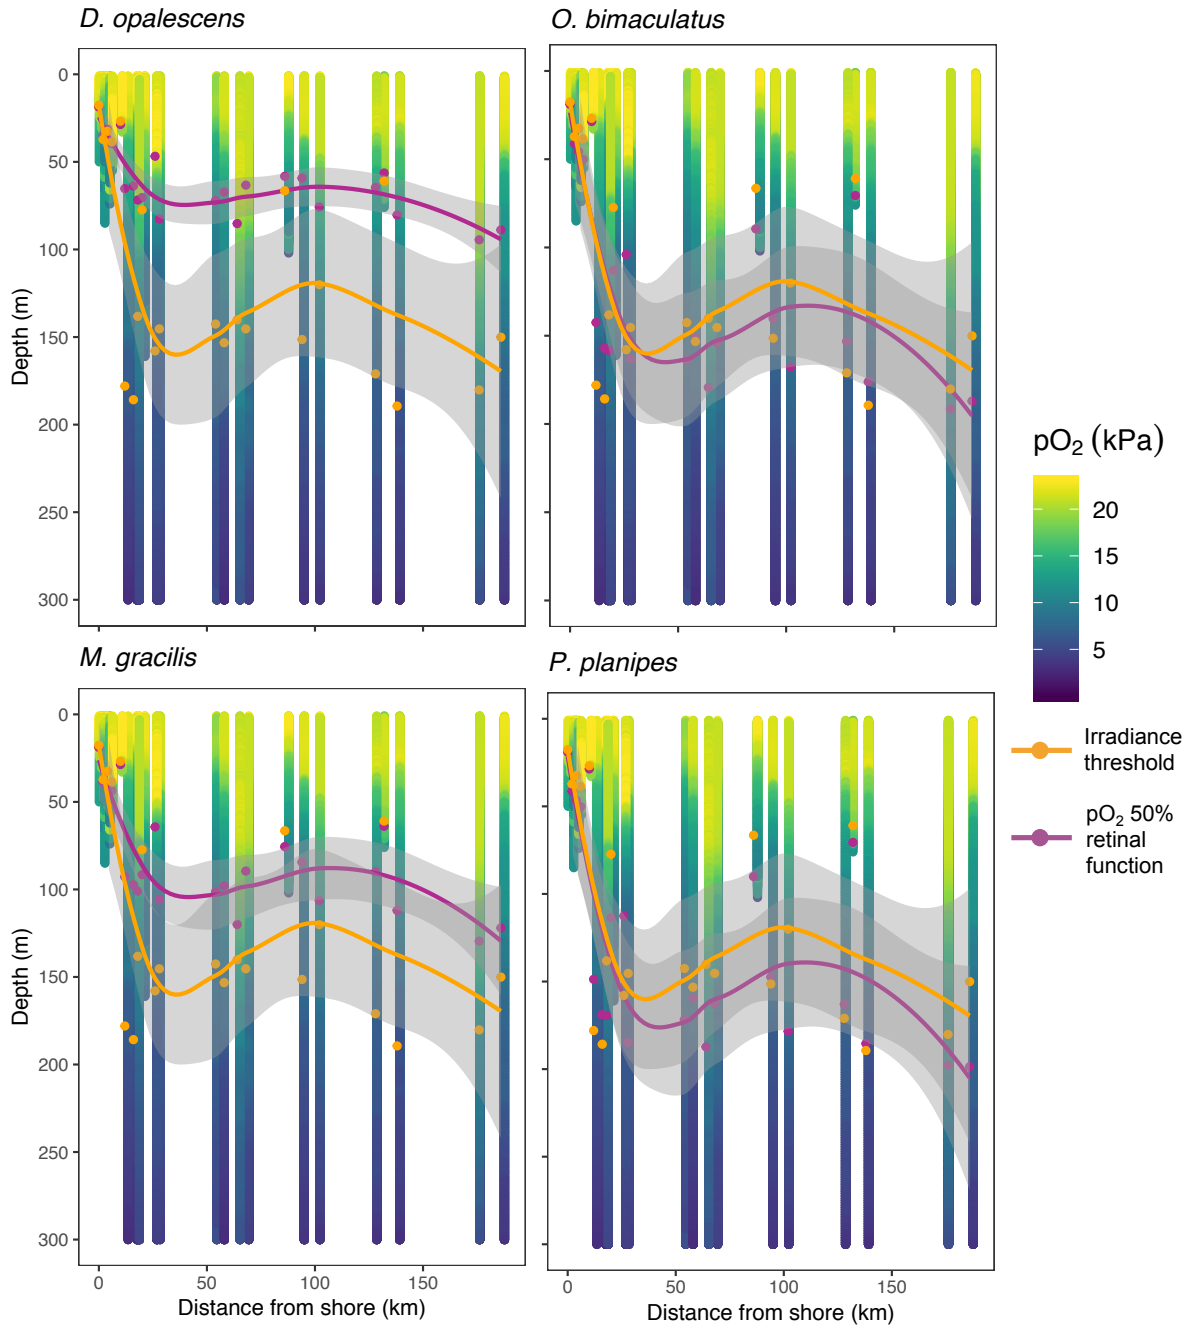 D. opalescens
O. bimaculatus
0
50
100
150
200
250
300
Depth (m)
pO₂ (kPa)
20
15
10
5
M. gracilis
P. planipes
0
50
100
150
200
250
300
Depth (m)
Irradiance
threshold
pO₂ 50%
retinal
function
0
50
100
150
0
50
100
150
Distance from shore (km)
Distance from shore (km)